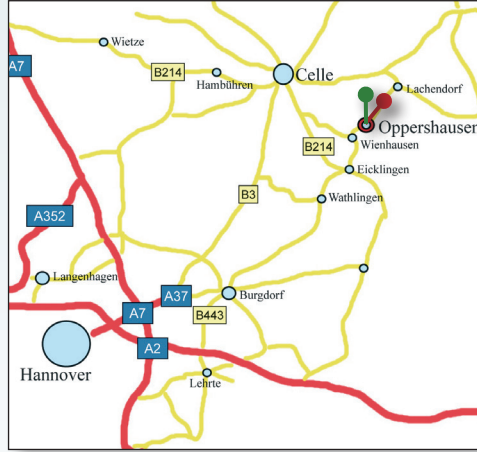 Wietze
A7
B214
Hambühren
Celle
Lachendorf
Oppershausen
B214
Wienhausen
Eicklingen
B3
Wathlingen
A352
Langenhagen
A37
Burgdorf
A7
B443
A2
Hannover
Lehrte